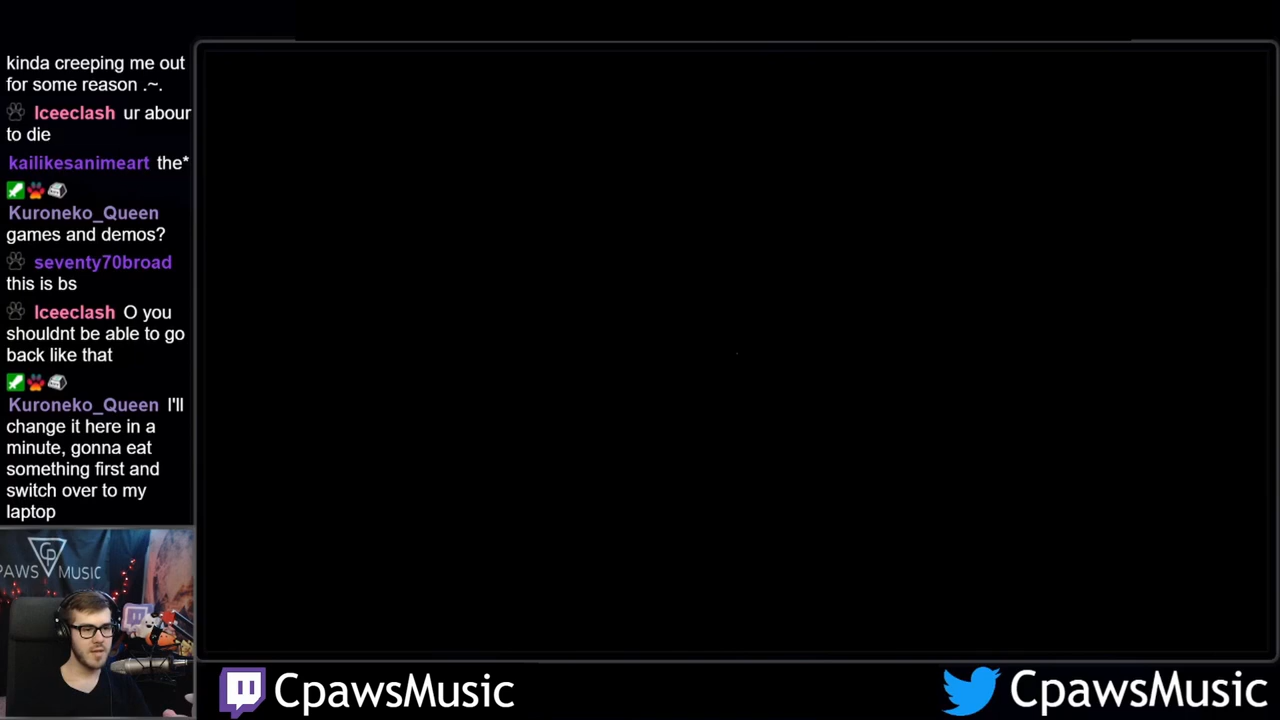 kinda creeping me out
for some reason .~.
Iceeclash ur abour
to die
kailikesanimeart the*
Kuroneko_Queen
games and demos?
seventy70broad
this is bs
Iceeclash O you
shouldnt be able to go
back like that
Kuroneko_Queen I'll
change it here in a
minute, gonna eat
something first and
switch over to my
laptop
CP
PAWS MUSIC
CpawsMusic
CpawsMusic